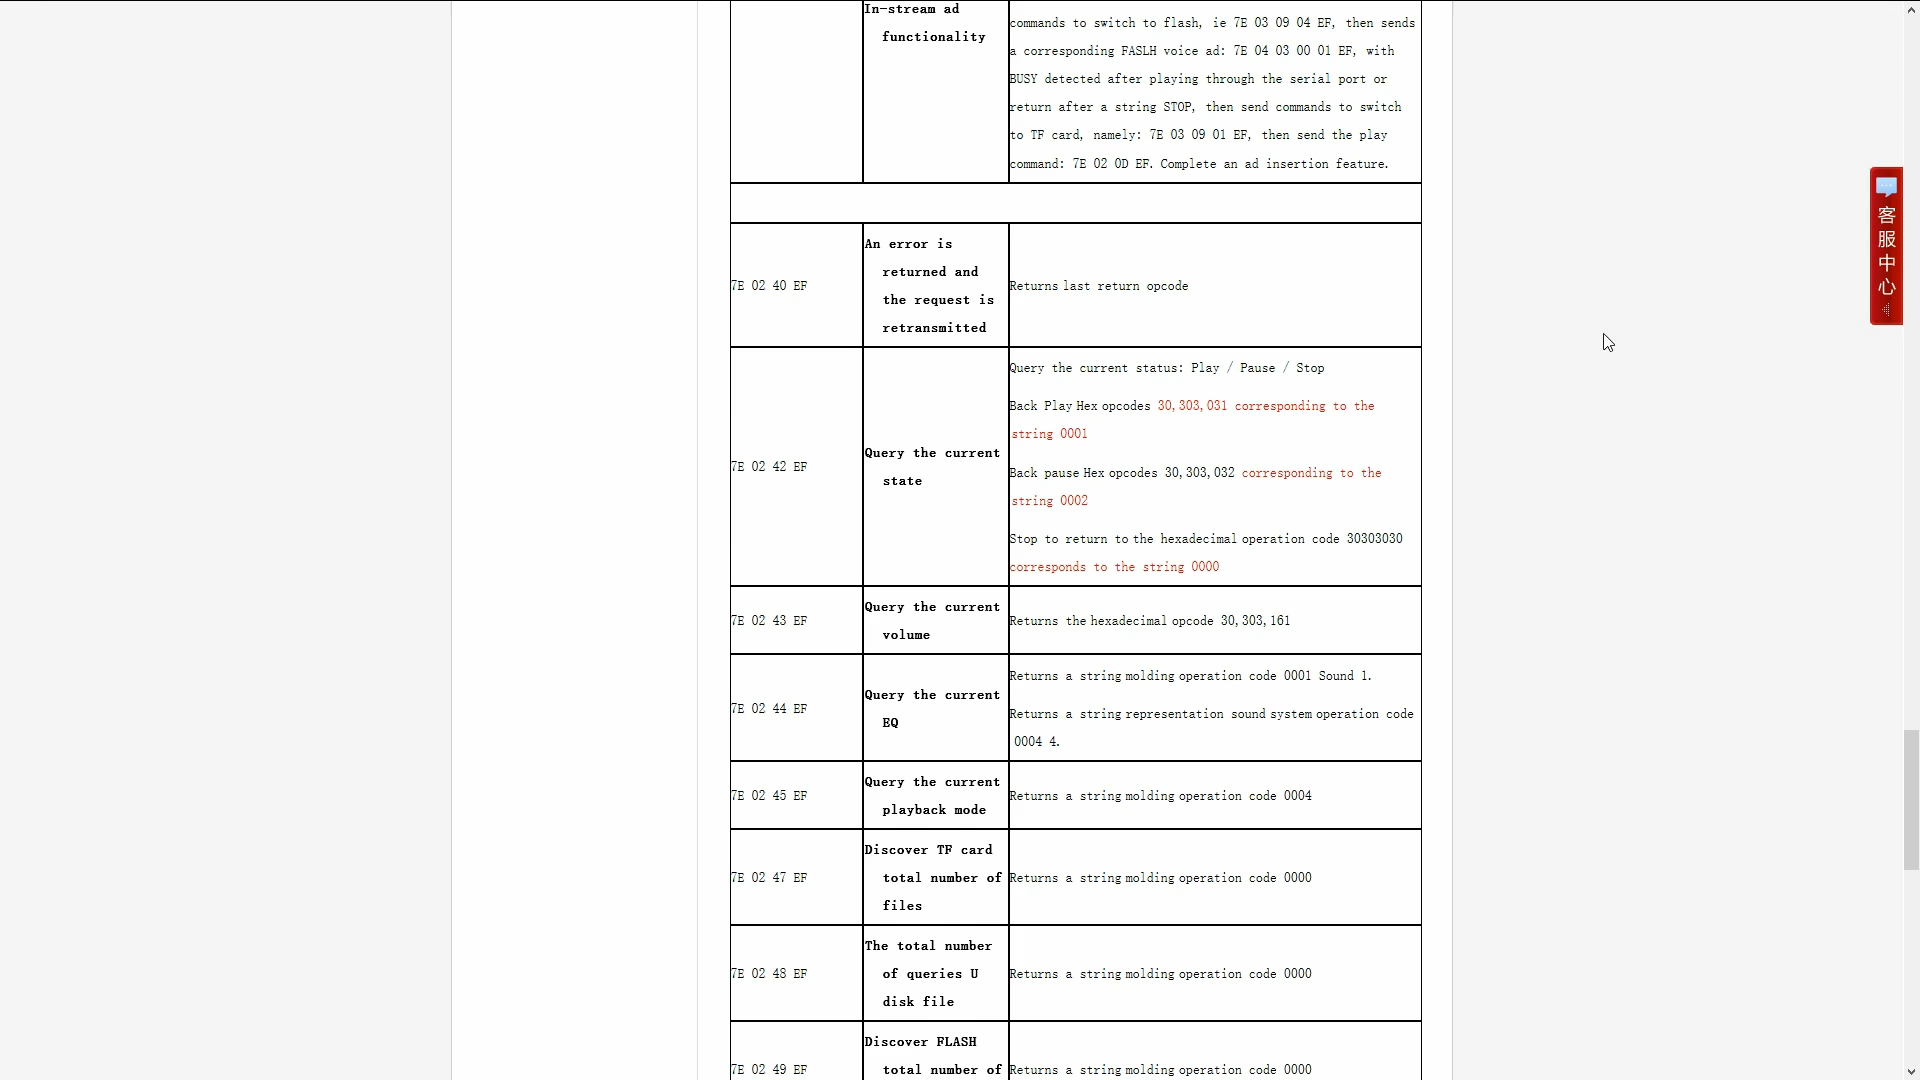 In-stream ad
functionality
commands to switch to flash, ie 7E 03 09 04 EF, then sends
a corresponding FASLH voice ad: 7E 04 03 00 01 EF, with
BUSY detected after playing through the serial port or
return after a string STOP, then send commands to switch
to TF card, namely: 7E 03 09 01 EF, then send the play
command: 7E 02 0D EF. Complete an ad insertion feature.
7E 02 40 EF
An error is
returned and
the request is
retransmitted
Returns last return opcode
7E 02 42 EF
Query the current
state
Query the current status: Play / Pause / Stop
Back Play Hex opcodes 30,303,031 corresponding to the
string 0001
Back pause Hex opcodes 30,303,032 corresponding to the
string 0002
Stop to return to the hexadecimal operation code 30303030
corresponds to the string 0000
7E 02 43 EF
Query the current
volume
Returns the hexadecimal opcode 30,303,161
7E 02 44 EF
Query the current
EQ
Returns a string molding operation code 0001 Sound 1.
Returns a string representation sound system operation code
0004 4.
7E 02 45 EF
Query the current
playback mode
Returns a string molding operation code 0004
7E 02 47 EF
Discover TF card
total number of
files
Returns a string molding operation code 0000
7E 02 48 EF
The total number
of queries U
disk file
Returns a string molding operation code 0000
7E 02 49 EF
Discover FLASH
total number of
Returns a string molding operation code 0000
客服中心